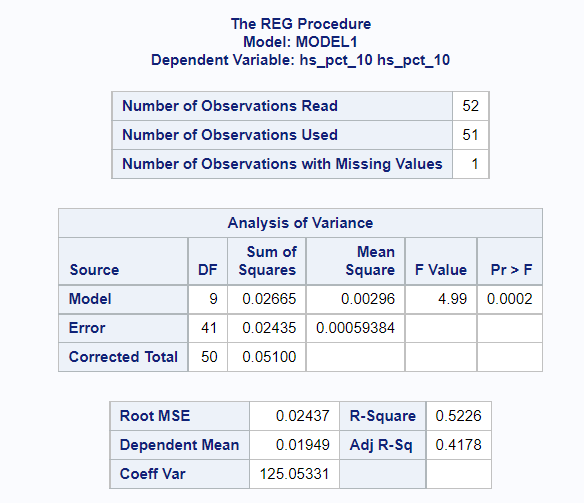 The REG Procedure
Model: MODEL1
Dependent Variable: hs_pct_10 hs_pct_10
Number of Observations Read 52
Number of Observations Used 51
Number of Observations with Missing Values 1
Analysis of Variance
Source DF Sum of Squares Mean Square F Value Pr > F
Model 9 0.02665 0.00296 4.99 0.0002
Error 41 0.02435 0.00059384
Corrected Total 50 0.05100
Root MSE 0.02437 R-Square 0.5226
Dependent Mean 0.01949 Adj R-Sq 0.4178
Coeff Var 125.05331